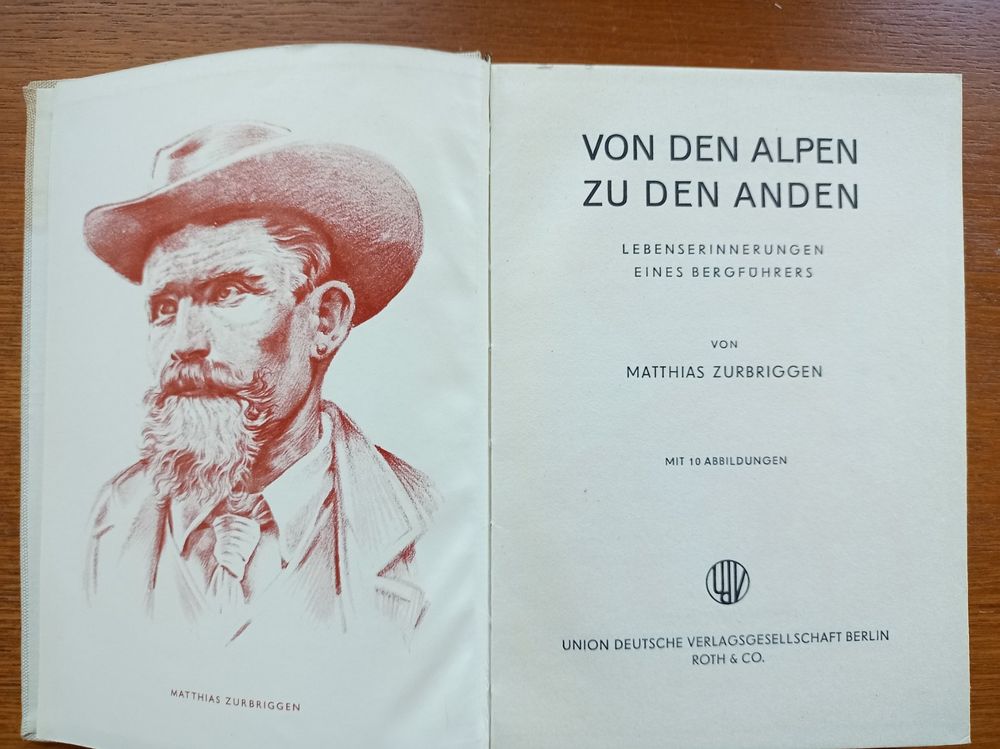 MATTHIAS ZURBRIGGEN
VON DEN ALPEN
ZU DEN ANDEN
LEBENSERINNERUNGEN
EINES BERGFÜHRERS
VON
MATTHIAS ZURBRIGGEN
MIT 10 ABBILDUNGEN
UDV
UNION DEUTSCHE VERLAGSGESELLSCHAFT BERLIN
ROTH & CO.